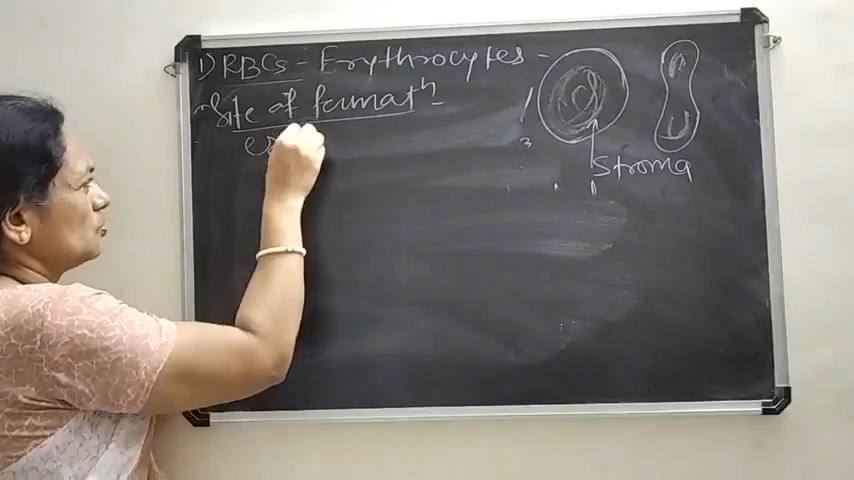 1) RBCs - Erythrocytes -
Site of formatn -
Stroma